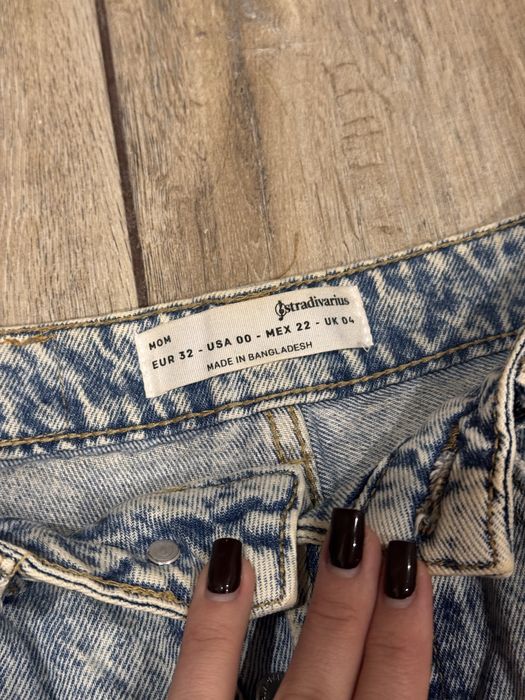 stradivarius
MOM
EUR 32 - USA 00 - MEX 22 - UK 04
MADE IN BANGLADESH